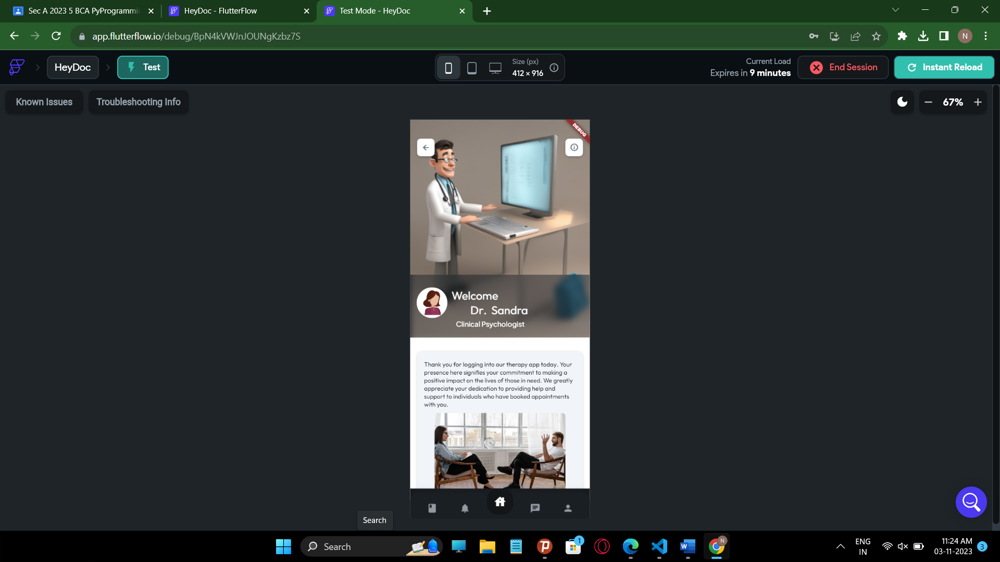 Sec A 2023 5 BCA PyProgrammi
HeyDoc - FlutterFlow
Test Mode - HeyDoc
app.flutterflow.io/debug/BpN4kVWJnJOUNgKzbz7S
N
HeyDoc
Test
Size (px)
412 × 916
Current Load
Expires in 9 minutes
End Session
Instant Reload
Known Issues
Troubleshooting Info
67%
DEBUG
Welcome
Dr. Sandra
Clinical Psychologist
Thank you for logging into our therapy app today. Your
presence here signifies your commitment to making a
positive impact on the lives of those in need. We greatly
appreciate your dedication to providing help and
support to individuals who have booked appointments
with you.
Search
Search
1
W
N
ENG
IN
11:24 AM
03-11-2023
3